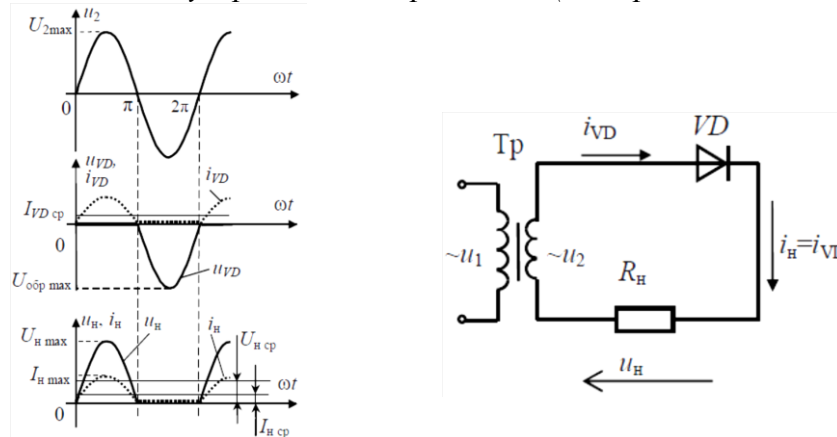 u₂
U₂max
ωt
0
π
2π
uVD,
iVD
iVD
IVD ср
0
uVD
Uобр max
uн, iн
uн
iн
Uн max
Uн ср
Iн max
ωt
0
Iн ср
iVD
VD
Тр
~u₁
~u₂
Rн
iн=iVD
uн